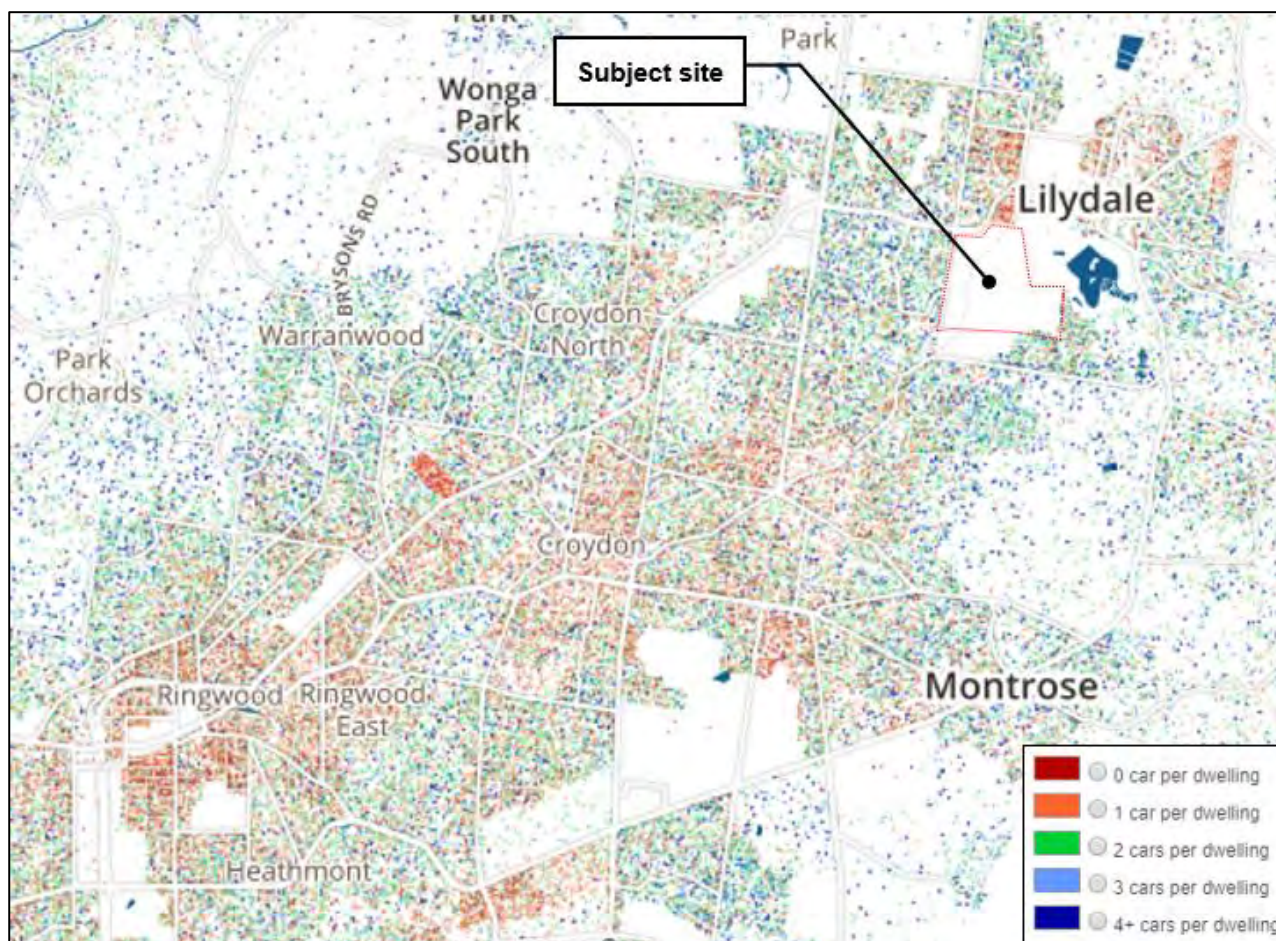 Park
Park
Subject site
Wonga
Park
South
Lilydale
BRYSONS RD
Croydon
North
Warranwood
Park
Orchards
Croydon
Ringwood
Ringwood
East
Montrose
Heathmont
0 car per dwelling
1 car per dwelling
2 cars per dwelling
3 cars per dwelling
4+ cars per dwelling